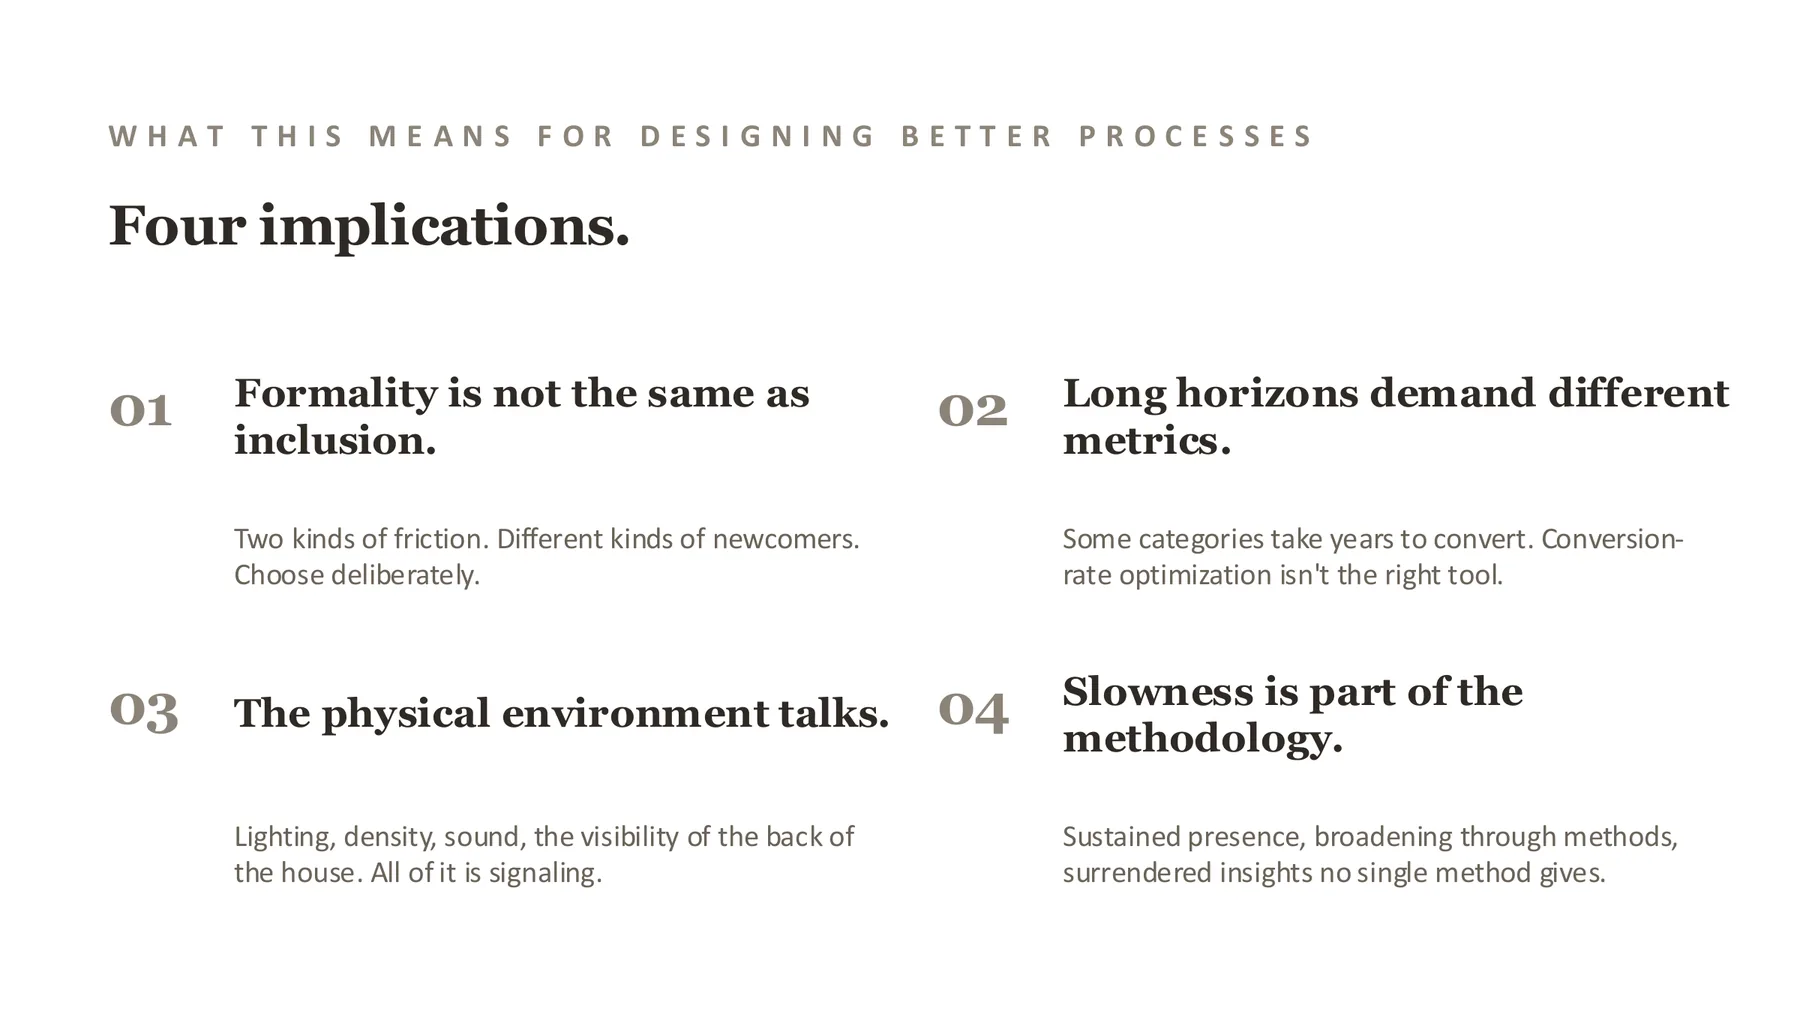 WHAT THIS MEANS FOR DESIGNING BETTER PROCESSES
Four implications.
01
Formality is not the same as
inclusion.
Two kinds of friction. Different kinds of newcomers.
Choose deliberately.
02
Long horizons demand different
metrics.
Some categories take years to convert. Conversion-
rate optimization isn't the right tool.
03
The physical environment talks.
Lighting, density, sound, the visibility of the back of
the house. All of it is signaling.
04
Slowness is part of the
methodology.
Sustained presence, broadening through methods,
surrendered insights no single method gives.